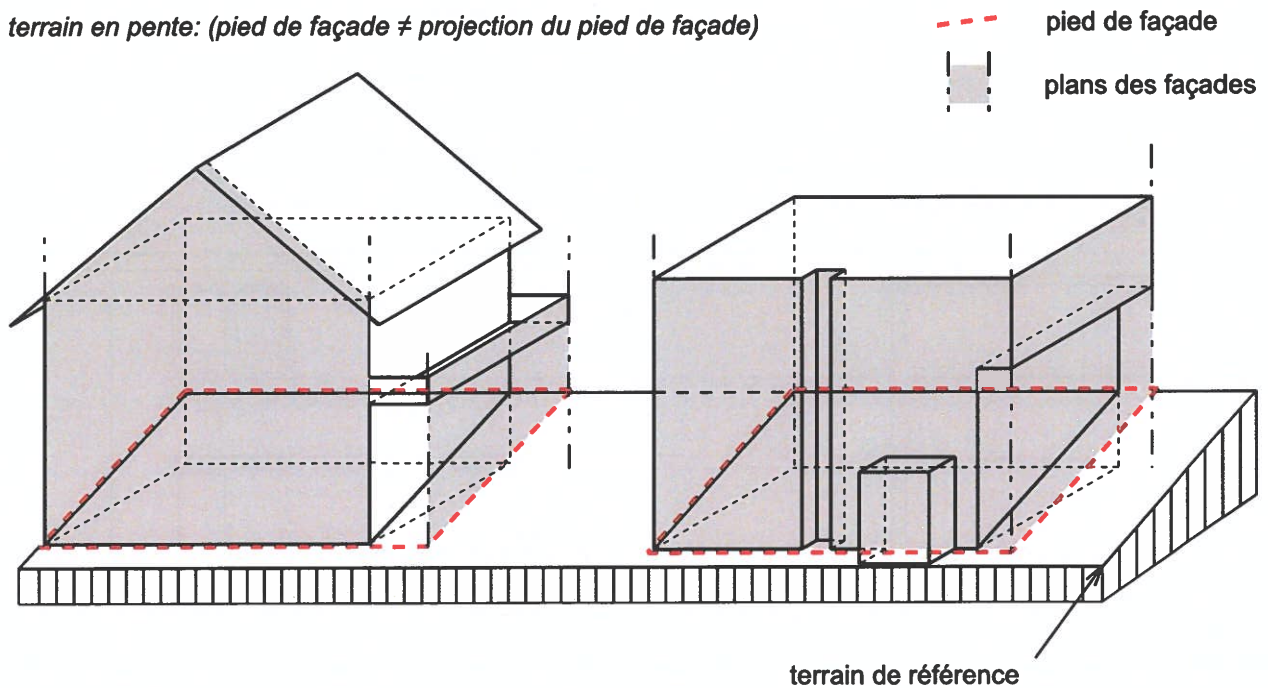 terrain en pente: (pied de façade ≠ projection du pied de façade)
pied de façade
plans des façades
terrain de référence